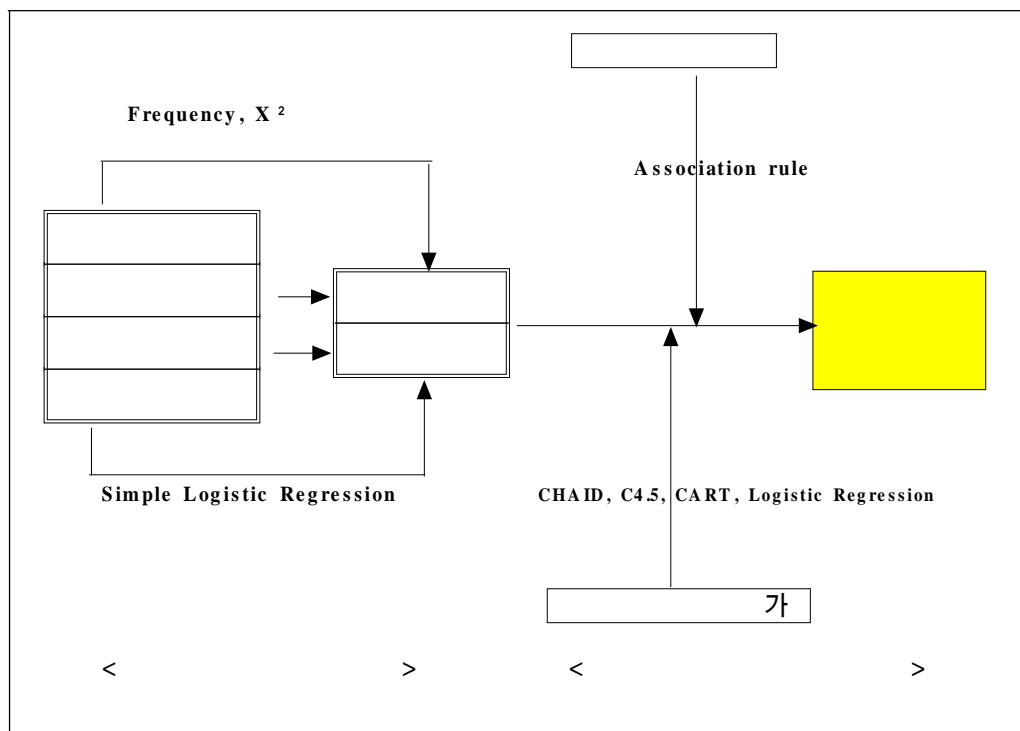 Frequency, X ²
Association rule
Simple Logistic Regression
CHAID, C4.5, CART, Logistic Regression
가
< > < >